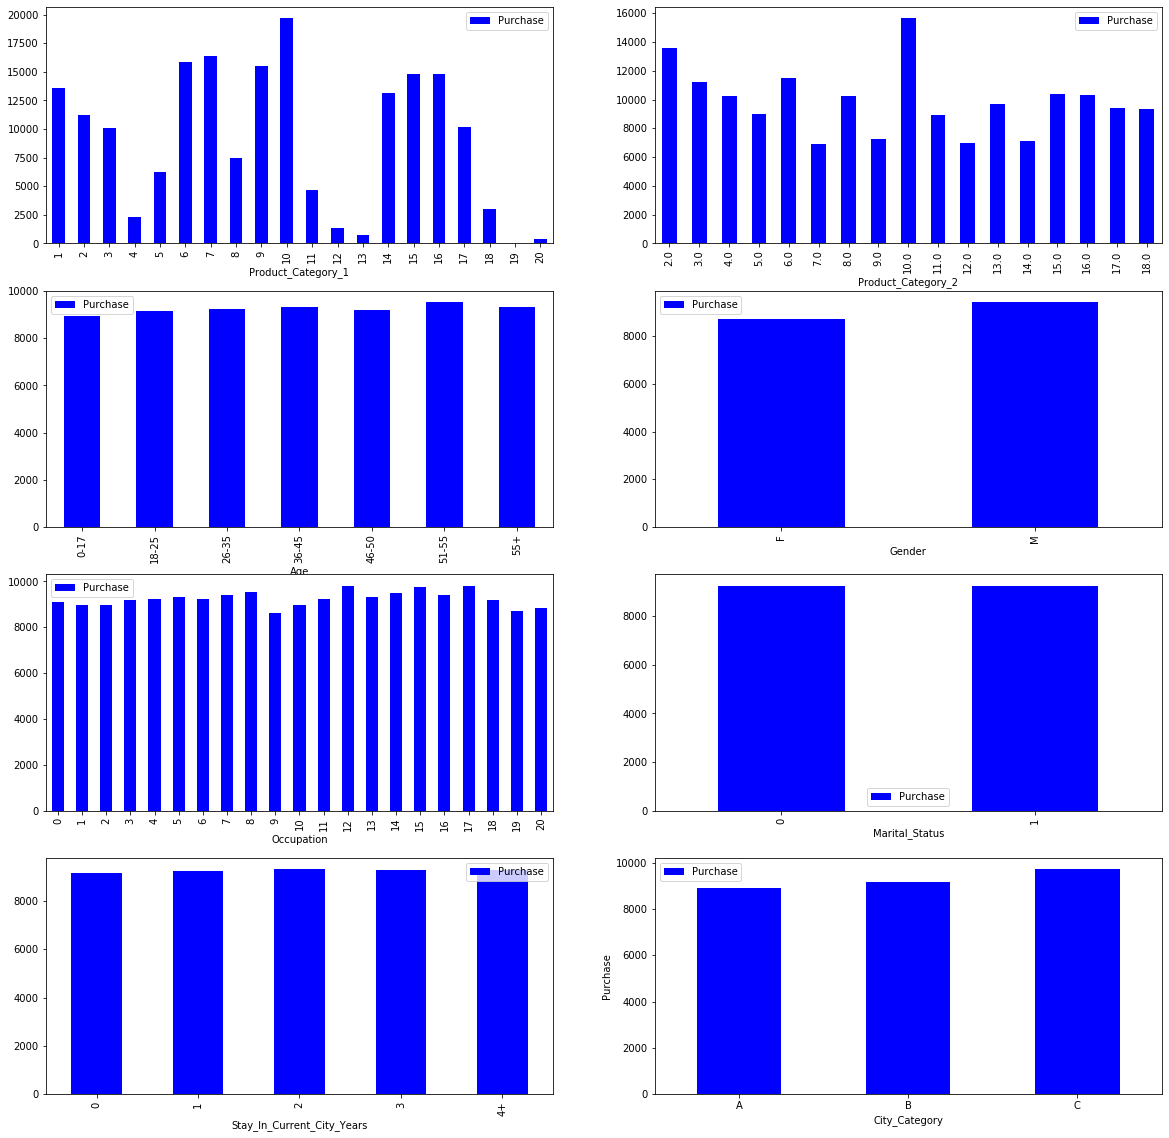 20000
17500
15000
12500
10000
7500
5000
2500
0
Purchase
1 2 3 4 5 6 7 8 9 10 11 12 13 14 15 16 17 18 19 20
Product_Category_1
16000
14000
12000
10000
8000
6000
4000
2000
0
Purchase
2.0 3.0 4.0 5.0 6.0 7.0 8.0 9.0 10.0 11.0 12.0 13.0 14.0 15.0 16.0 17.0 18.0
Product_Category_2
10000
8000
6000
4000
2000
0
Purchase
0-17 18-25 26-35 36-45 46-50 51-55 55+
Age
8000
6000
4000
2000
0
Purchase
F M
Gender
10000
8000
6000
4000
2000
0
Purchase
0 1 2 3 4 5 6 7 8 9 10 11 12 13 14 15 16 17 18 19 20
Occupation
8000
6000
4000
2000
0
Purchase
0 1
Marital_Status
8000
6000
4000
2000
0
Purchase
0 1 2 3 4+
Stay_In_Current_City_Years
Purchase
10000
8000
6000
4000
2000
0
Purchase
A B C
City_Category